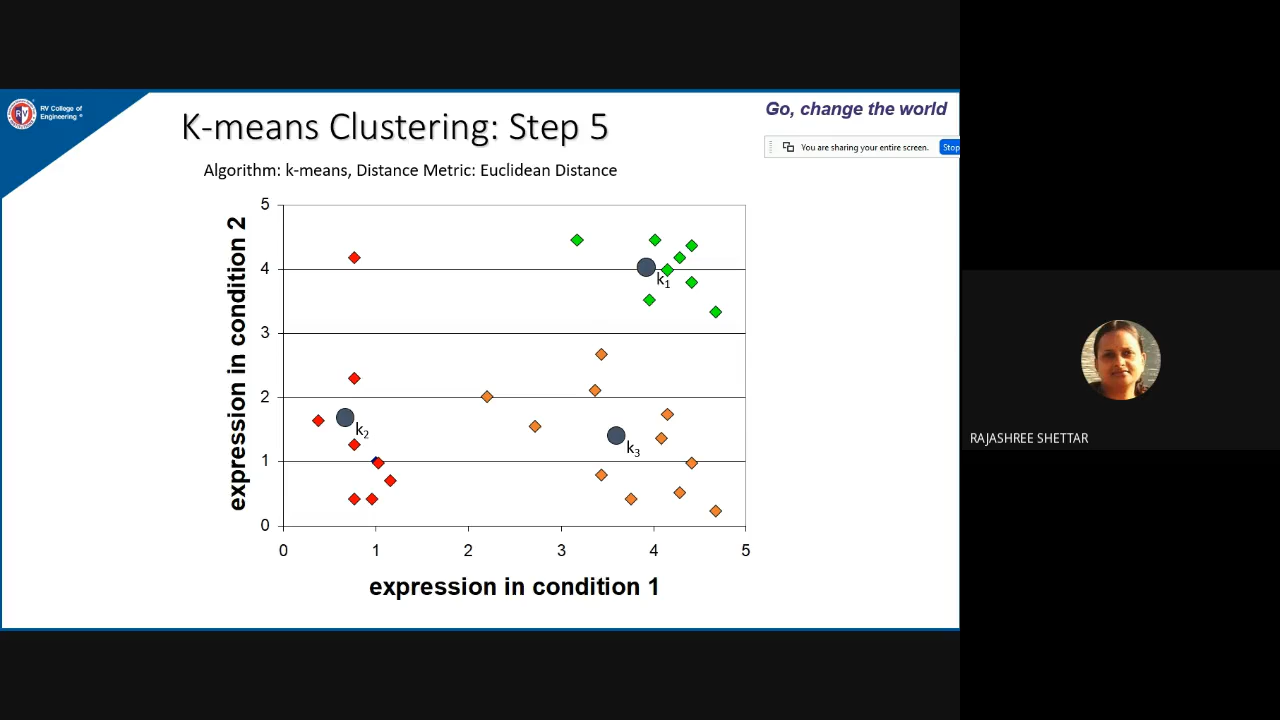 RV College of
Engineering ®
Go, change the world
K-means Clustering: Step 5
You are sharing your entire screen.
Stop
Algorithm: k-means, Distance Metric: Euclidean Distance
expression in condition 2
5
4
3
2
1
0
k1
k2
k3
0 1 2 3 4 5
expression in condition 1
RAJASHREE SHETTAR